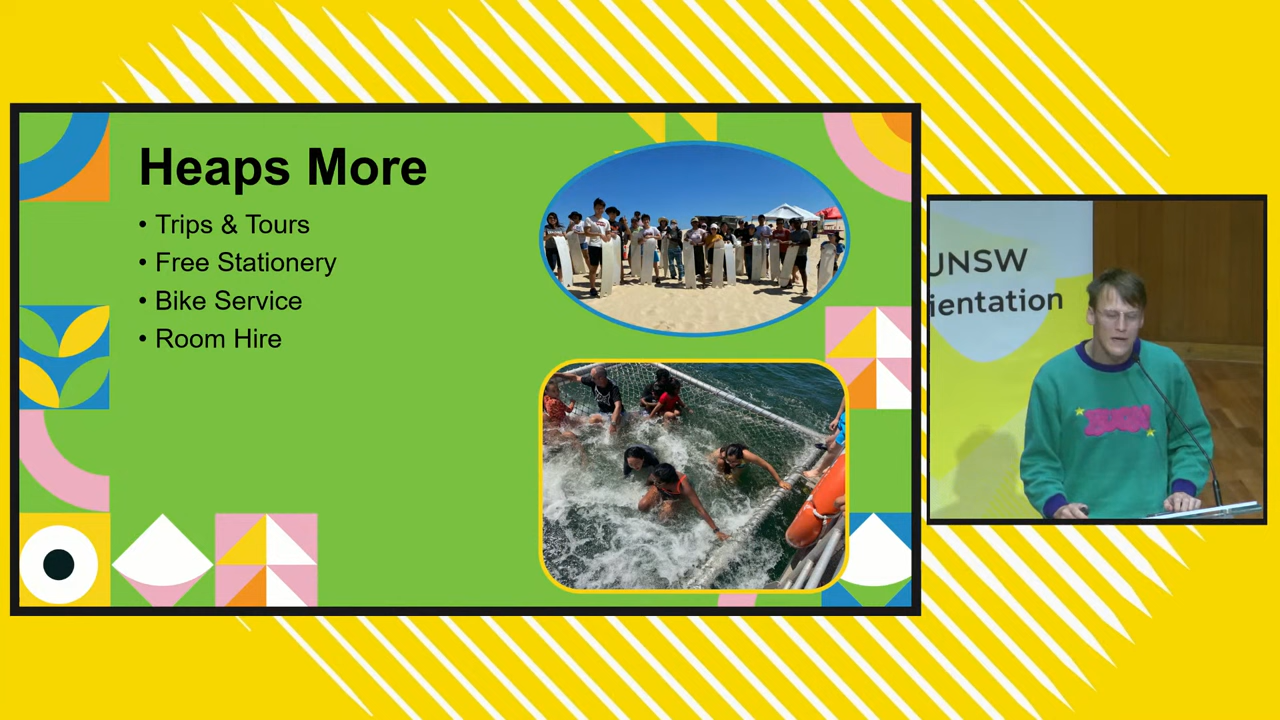 Heaps More
• Trips & Tours
• Free Stationery
• Bike Service
• Room Hire
UNSW
ientation